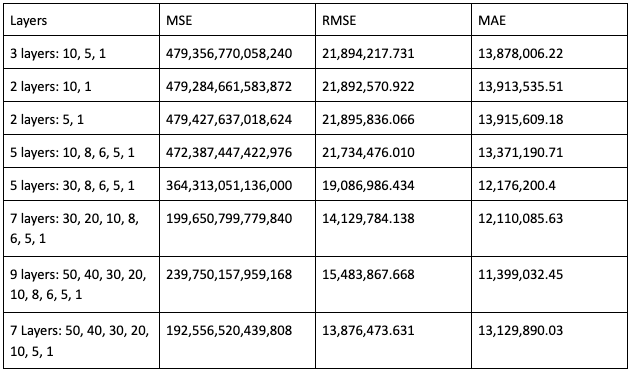 Layers MSE RMSE MAE
3 layers: 10, 5, 1 479,356,770,058,240 21,894,217.731 13,878,006.22
2 layers: 10, 1 479,284,661,583,872 21,892,570.922 13,913,535.51
2 layers: 5, 1 479,427,637,018,624 21,895,836.066 13,915,609.18
5 layers: 10, 8, 6, 5, 1 472,387,447,422,976 21,734,476.010 13,371,190.71
5 layers: 30, 8, 6, 5, 1 364,313,051,136,000 19,086,986.434 12,176,200.4
7 layers: 30, 20, 10, 8, 199,650,799,779,840 14,129,784.138 12,110,085.63
6, 5, 1
9 layers: 50, 40, 30, 20, 239,750,157,959,168 15,483,867.668 11,399,032.45
10, 8, 6, 5, 1
7 Layers: 50, 40, 30, 20, 192,556,520,439,808 13,876,473.631 13,129,890.03
10, 5, 1